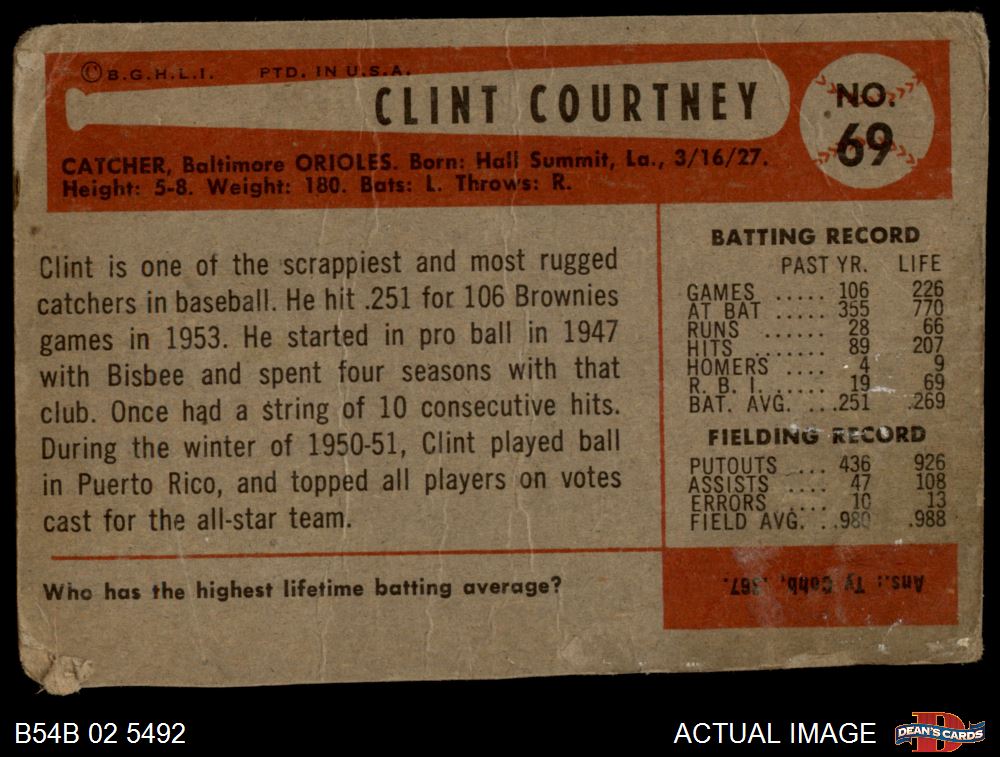 ©B.G.H.L.I. PTD. IN U.S.A.
CLINT COURTNEY
NO.
69
CATCHER, Baltimore ORIOLES. Born: Hall Summit, La., 3/16/27.
Height: 5-8. Weight: 180. Bats: L. Throws: R.
Clint is one of the scrappiest and most rugged
catchers in baseball. He hit .251 for 106 Brownies
games in 1953. He started in pro ball in 1947
with Bisbee and spent four seasons with that
club. Once had a string of 10 consecutive hits.
During the winter of 1950-51, Clint played ball
in Puerto Rico, and topped all players on votes
cast for the all-star team.
Who has the highest lifetime batting average?
BATTING RECORD
PAST YR. LIFE
GAMES ..... 106 226
AT BAT ..... 355 770
RUNS ...... 28 66
HITS ....... 89 207
HOMERS .... 4 9
R. B. I. ...... 19 69
BAT. AVG. ...251 .269
FIELDING RECORD
PUTOUTS ... 436 926
ASSISTS .... 47 108
ERRORS .... 10 13
FIELD AVG. ..980 .988
Ans.: Ty Cobb, .367.
B54B 02 5492
ACTUAL IMAGE
DEAN'S CARDS